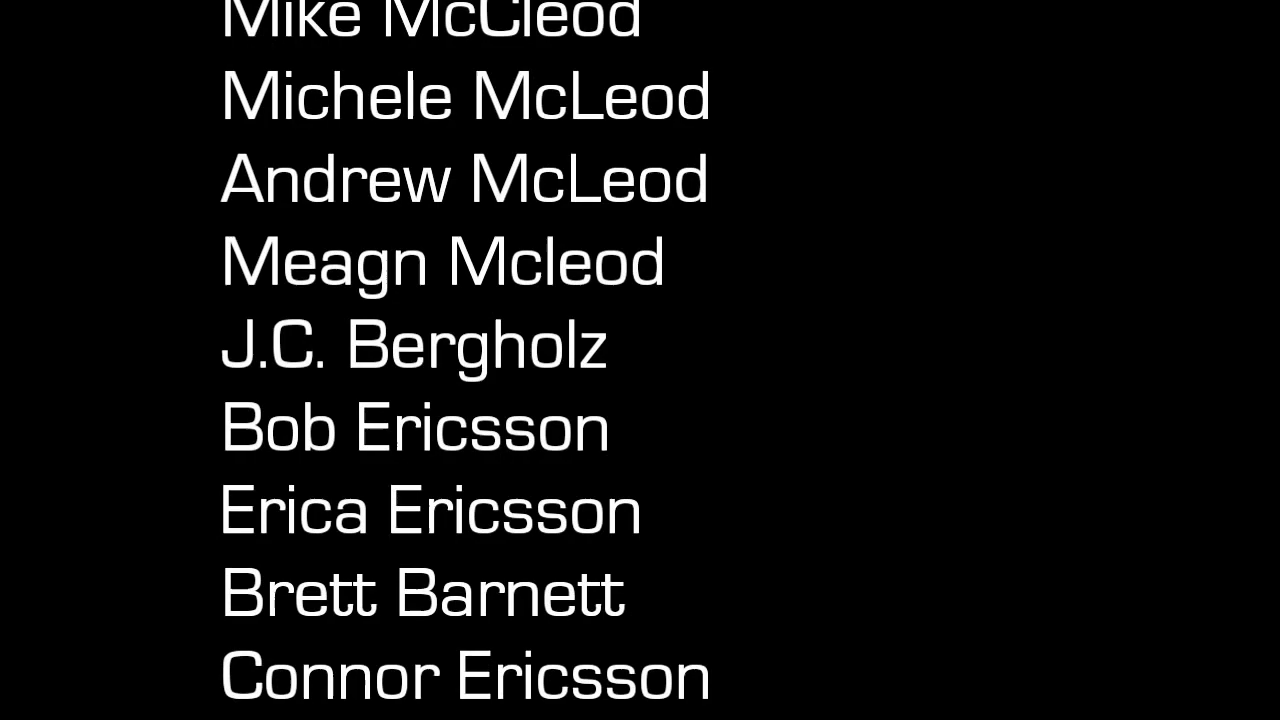 Mike McCleod
Michele McLeod
Andrew McLeod
Meagn Mcleod
J.C. Bergholz
Bob Ericsson
Erica Ericsson
Brett Barnett
Connor Ericsson